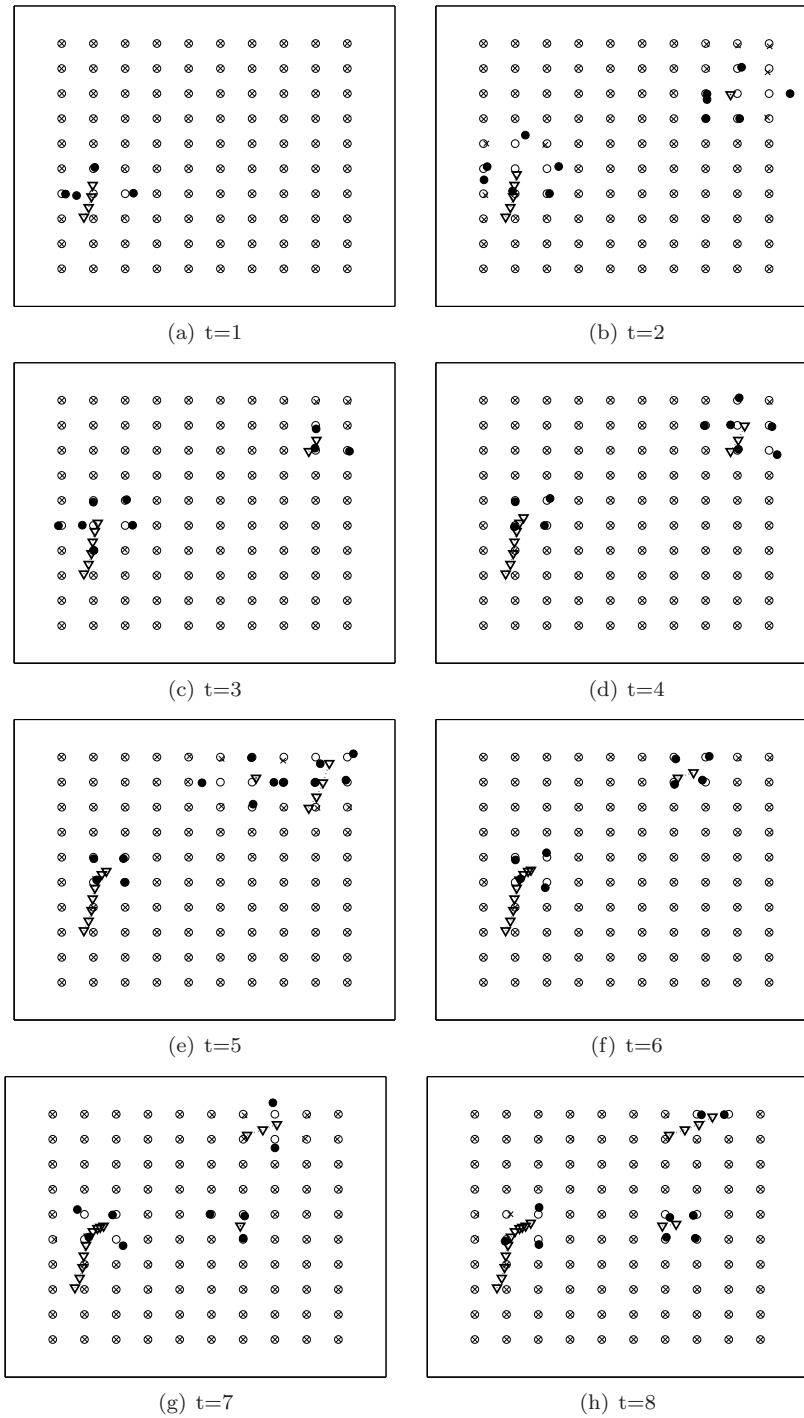 (a) t=1
(b) t=2
(c) t=3
(d) t=4
(e) t=5
(f) t=6
(g) t=7
(h) t=8